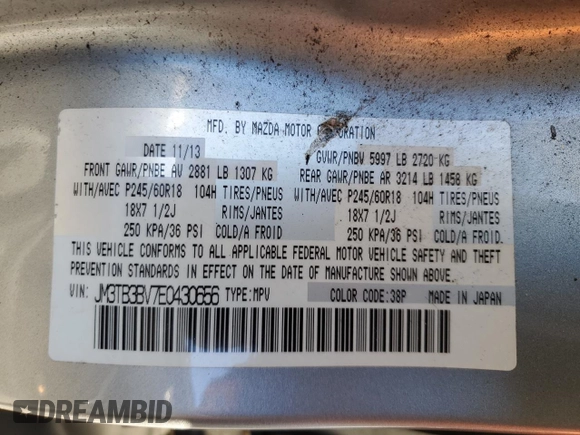 MFD. BY MAZDA MOTOR CORPORATION
DATE 11/13 GVWR/PNBV 5997 LB 2720 KG
FRONT GAWR/PNBE AV 2881 LB 1307 KG REAR GAWR/PNBE AR 3214 LB 1458 KG
WITH/AVEC P245/60R18 104H TIRES/PNEUS WITH/AVEC P245/60R18 104H TIRES/PNEUS
18X7 1/2J RIMS/JANTES 18X7 1/2J RIMS/JANTES
250 KPA/36 PSI COLD/A FROID 250 KPA/36 PSI COLD/A FROID.
THIS VEHICLE CONFORMS TO ALL APPLICABLE FEDERAL MOTOR VEHICLE SAFETY AND THEFT
PREVENTION STANDARDS IN EFFECT ON THE DATE OF MANUFACTURE SHOWN ABOVE.
VIN: JM3TB3BV7E0430656 TYPE:MPV COLOR CODE:38P MADE IN JAPAN
DREAMBID